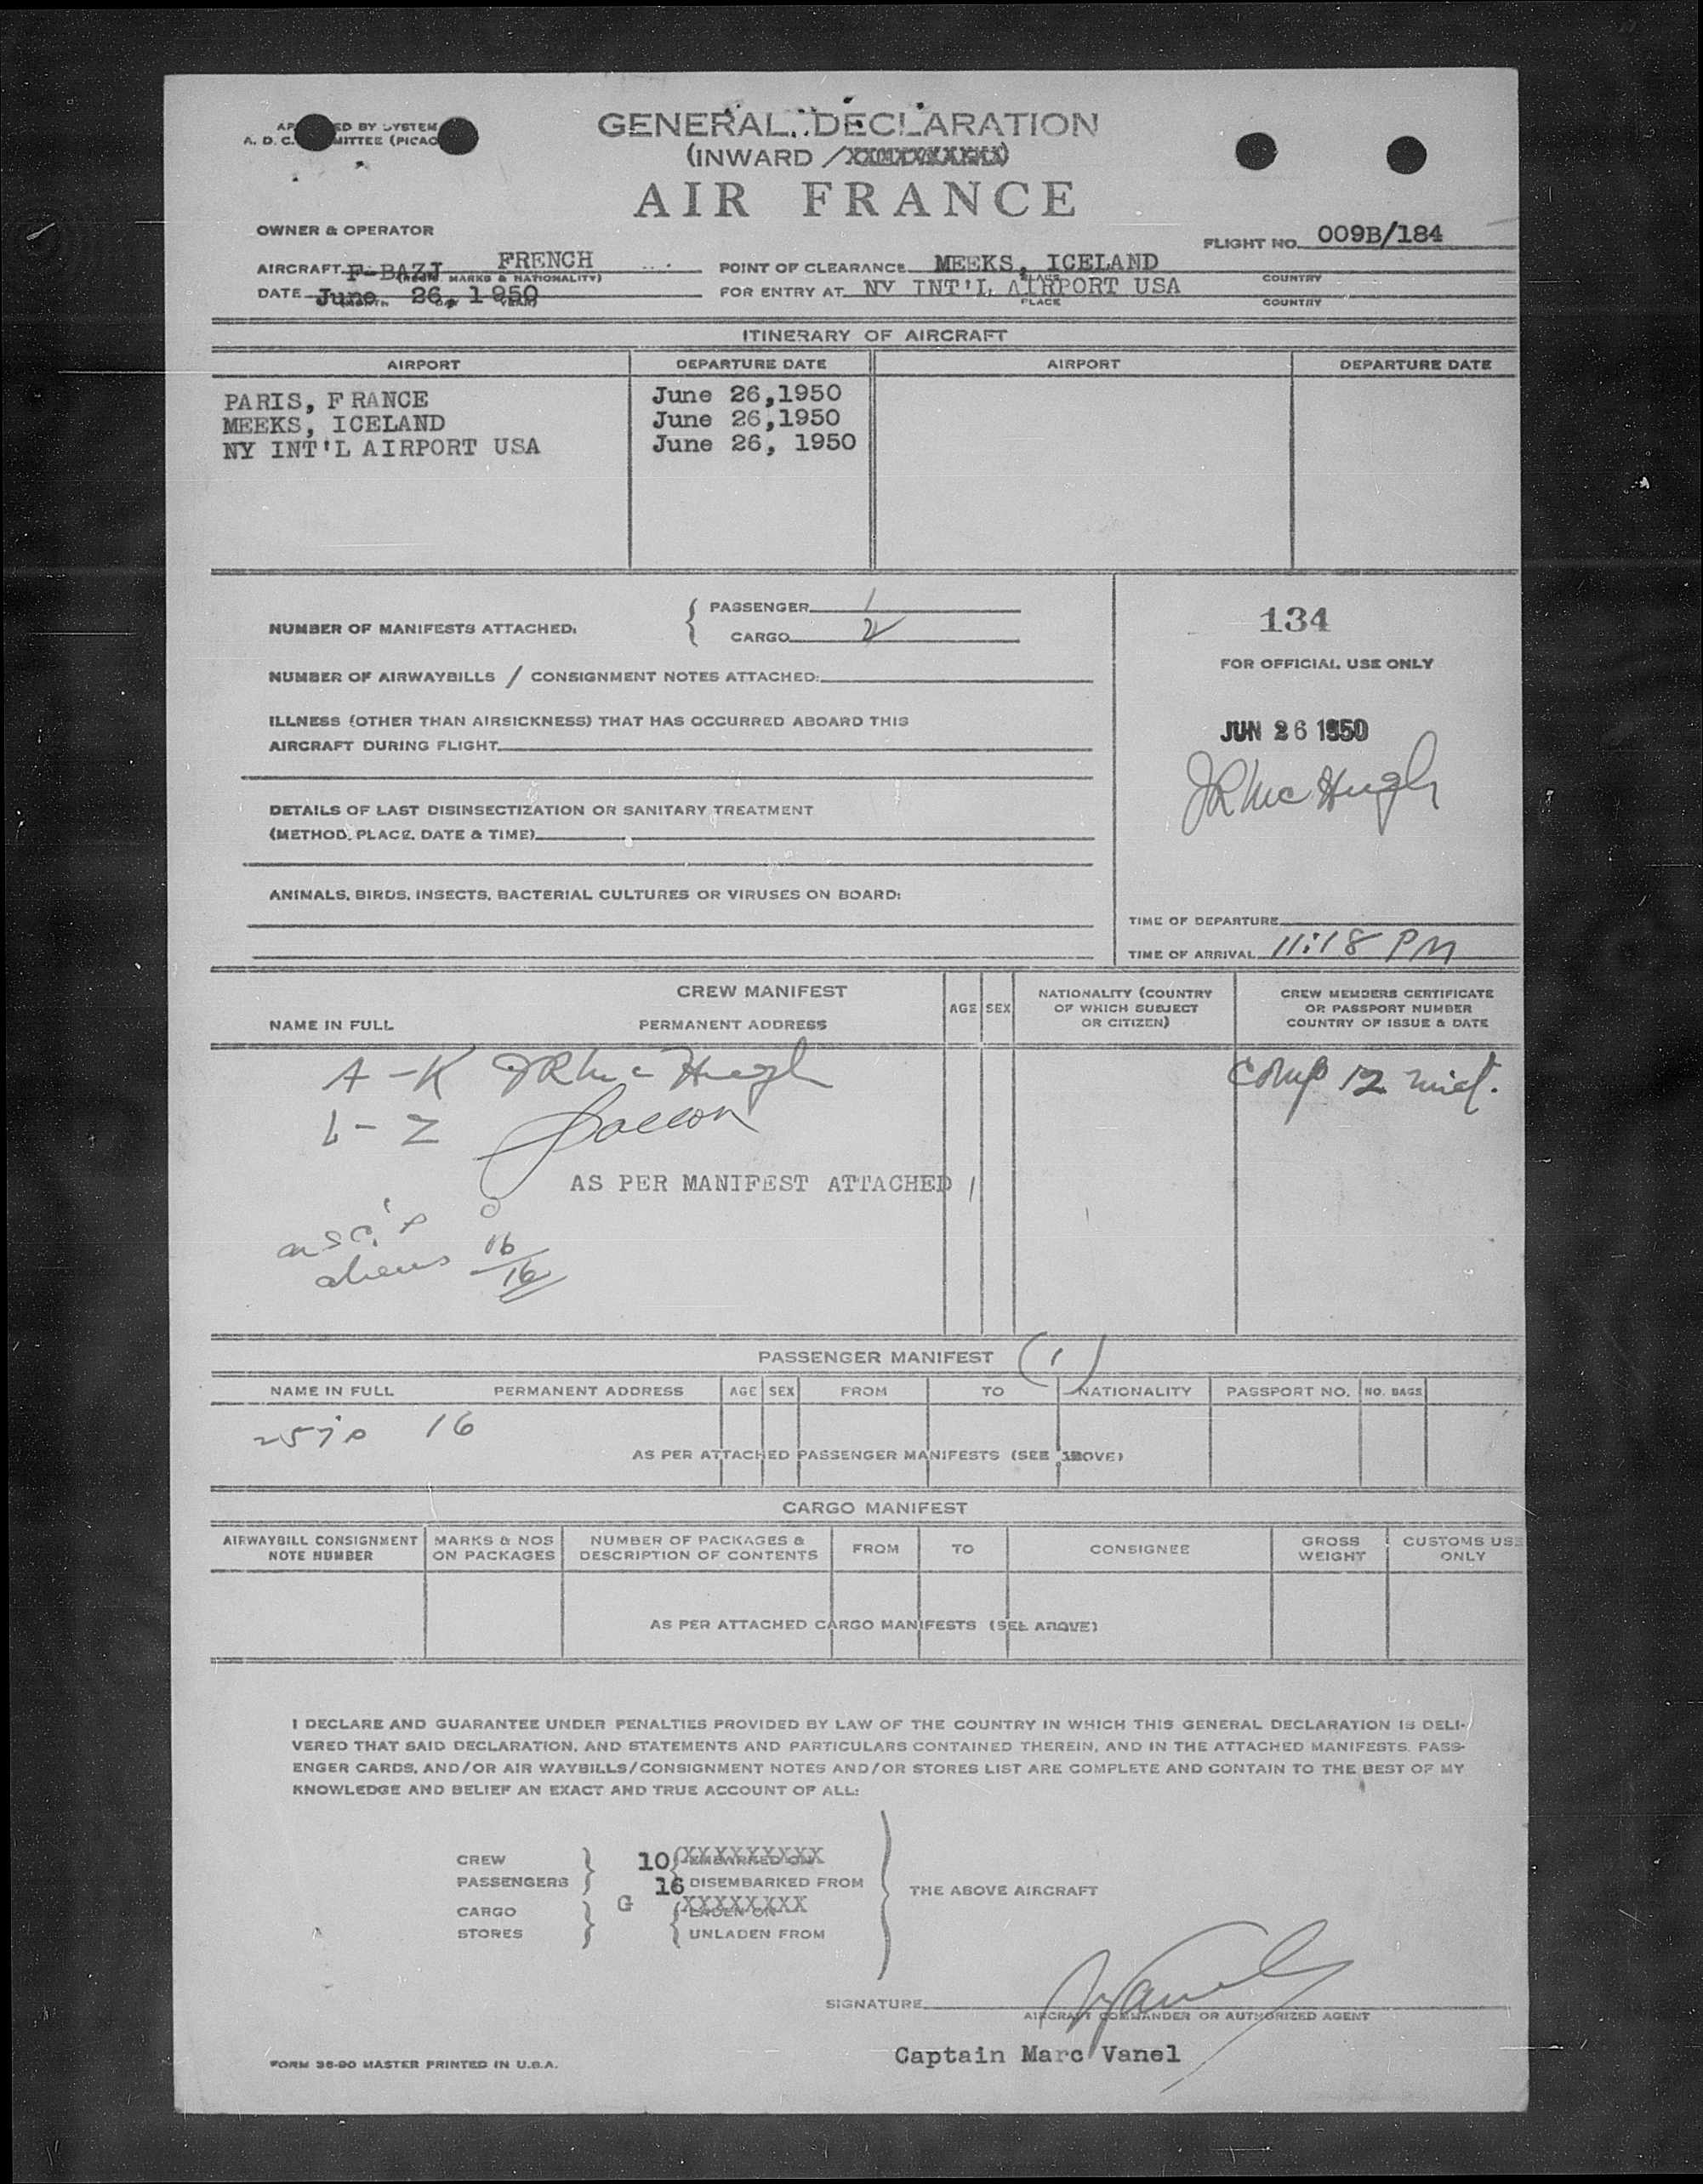 GENERAL DECLARATION
(INWARD /
AIR FRANCE
OWNER & OPERATOR
FLIGHT NO. 009B/184
AIRCRAFT F-BAZJ FRENCH
(MARKS & NATIONALITY)
POINT OF CLEARANCE MEEKS, ICELAND
PLACE COUNTRY
DATE June 26, 1950
FOR ENTRY AT NY INT'L AIRPORT USA
PLACE COUNTRY
ITINERARY OF AIRCRAFT
AIRPORT DEPARTURE DATE AIRPORT DEPARTURE DATE
PARIS, FRANCE June 26,1950
MEEKS, ICELAND June 26,1950
NY INT'L AIRPORT USA June 26, 1950
NUMBER OF MANIFESTS ATTACHED:
PASSENGER 1
CARGO 2
134
FOR OFFICIAL USE ONLY
NUMBER OF AIRWAYBILLS / CONSIGNMENT NOTES ATTACHED:
ILLNESS (OTHER THAN AIRSICKNESS) THAT HAS OCCURRED ABOARD THIS
AIRCRAFT DURING FLIGHT
JUN 26 1950
JR McHugh
DETAILS OF LAST DISINSECTIZATION OR SANITARY TREATMENT
(METHOD, PLACE, DATE & TIME)
ANIMALS, BIRDS, INSECTS, BACTERIAL CULTURES OR VIRUSES ON BOARD:
TIME OF DEPARTURE
TIME OF ARRIVAL 11:18 PM
CREW MANIFEST
NAME IN FULL PERMANENT ADDRESS
AGE SEX
NATIONALITY (COUNTRY
OF WHICH SUBJECT
OR CITIZEN)
CREW MEMBERS CERTIFICATE
OR PASSPORT NUMBER
COUNTRY OF ISSUE & DATE
A-K JR McHugh
Comp 12 mid.
L-Z
AS PER MANIFEST ATTACHED 1
0
aliens 16
16
PASSENGER MANIFEST (1)
NAME IN FULL PERMANENT ADDRESS AGE SEX FROM TO NATIONALITY PASSPORT NO. NO. BAGS
257's 16
AS PER ATTACHED PASSENGER MANIFESTS (SEE ABOVE)
CARGO MANIFEST
AIRWAYBILL CONSIGNMENT
NOTE NUMBER
MARKS & NOS
ON PACKAGES
NUMBER OF PACKAGES &
DESCRIPTION OF CONTENTS
FROM TO CONSIGNEE
GROSS
WEIGHT
CUSTOMS USE
ONLY
AS PER ATTACHED CARGO MANIFESTS (SEE ABOVE)
I DECLARE AND GUARANTEE UNDER PENALTIES PROVIDED BY LAW OF THE COUNTRY IN WHICH THIS GENERAL DECLARATION IS DELI-
VERED THAT SAID DECLARATION, AND STATEMENTS AND PARTICULARS CONTAINED THEREIN, AND IN THE ATTACHED MANIFESTS. PASS-
ENGER CARDS, AND/OR AIR WAYBILLS/CONSIGNMENT NOTES AND/OR STORES LIST ARE COMPLETE AND CONTAIN TO THE BEST OF MY
KNOWLEDGE AND BELIEF AN EXACT AND TRUE ACCOUNT OF ALL:
CREW 10 XXXXXXXXX
PASSENGERS 16 DISEMBARKED FROM
THE ABOVE AIRCRAFT
CARGO G XXXXXXXX
STORES UNLADEN FROM
SIGNATURE Vanel
AIRCRAFT COMMANDER OR AUTHORIZED AGENT
Captain Marc Vanel
FORM 36-90 MASTER PRINTED IN U.S.A.